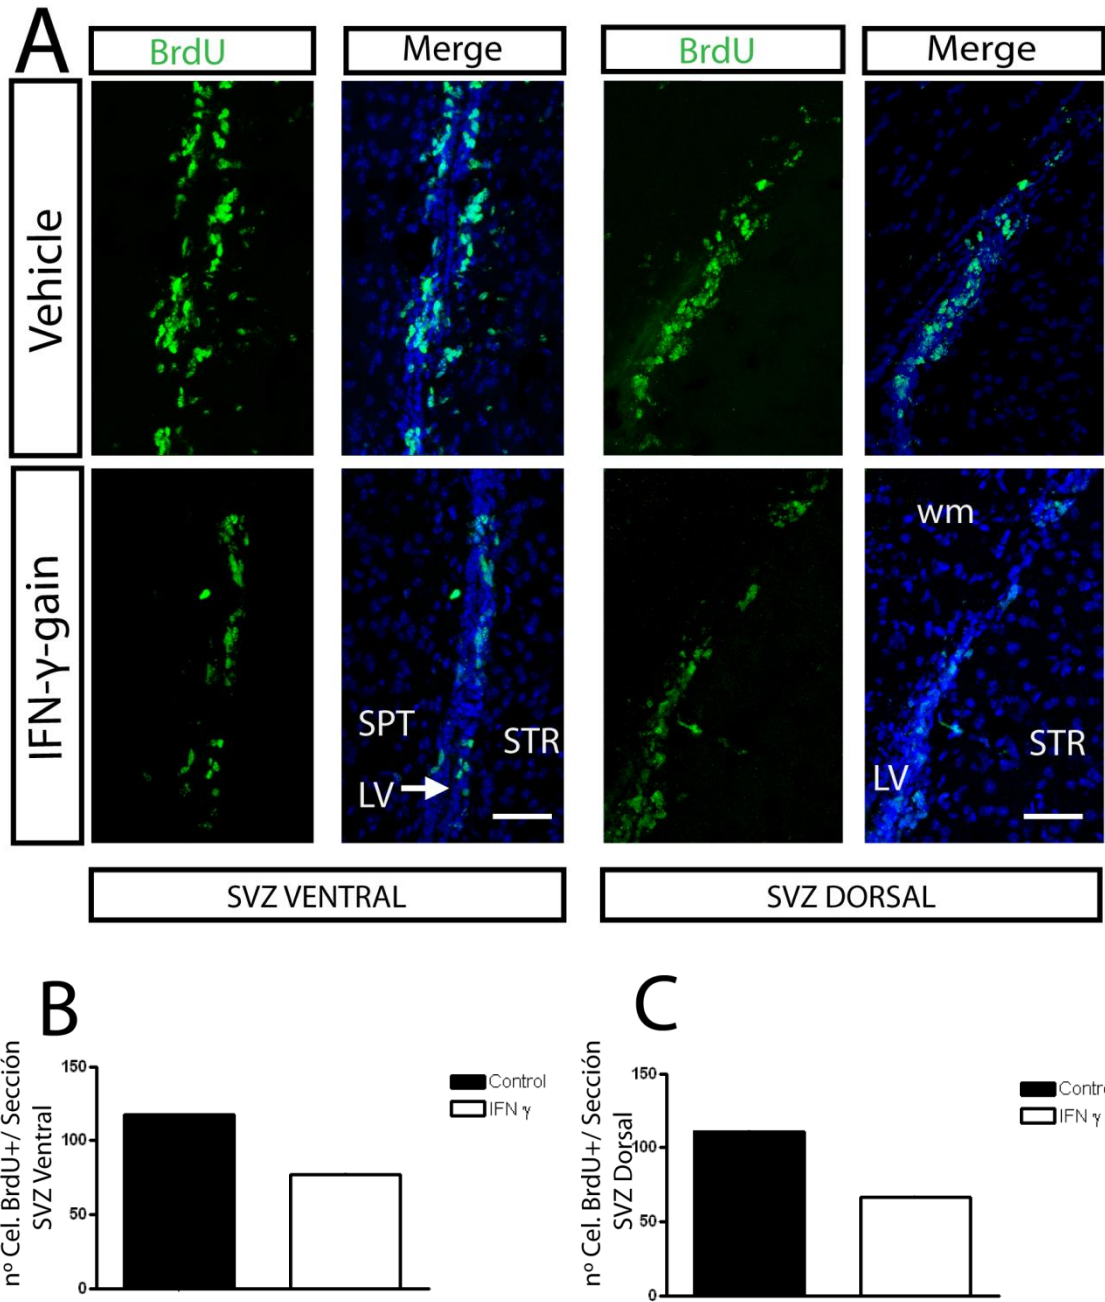 A
BrdU
Merge
BrdU
Merge
Vehicle
IFN-γ-gain
SPT
STR
LV
wm
STR
LV
SVZ VENTRAL
SVZ DORSAL
B
nº Cel. BrdU+/ Sección
SVZ Ventral
150
100
50
0
Control
IFN γ
C
nº Cel. BrdU+/ Sección
SVZ Dorsal
150
100
50
0
Contro
IFN γ